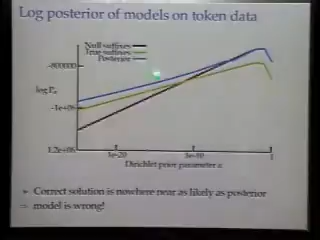 Log posterior of models on token data
Null suffixes
True suffixes
Posterior
-800000
log Pα
-1e+06
1.2e+06
1e-20
1e-10
1
Dirichlet prior parameter α
Correct solution is nowhere near as likely as posterior
⇒ model is wrong!